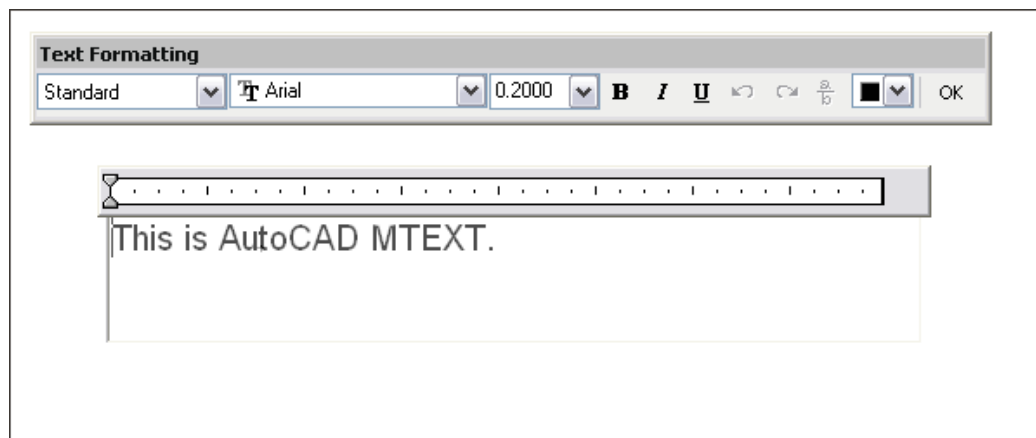 Text Formatting
Standard Arial 0.2000 B I U a/b OK
This is AutoCAD MTEXT.